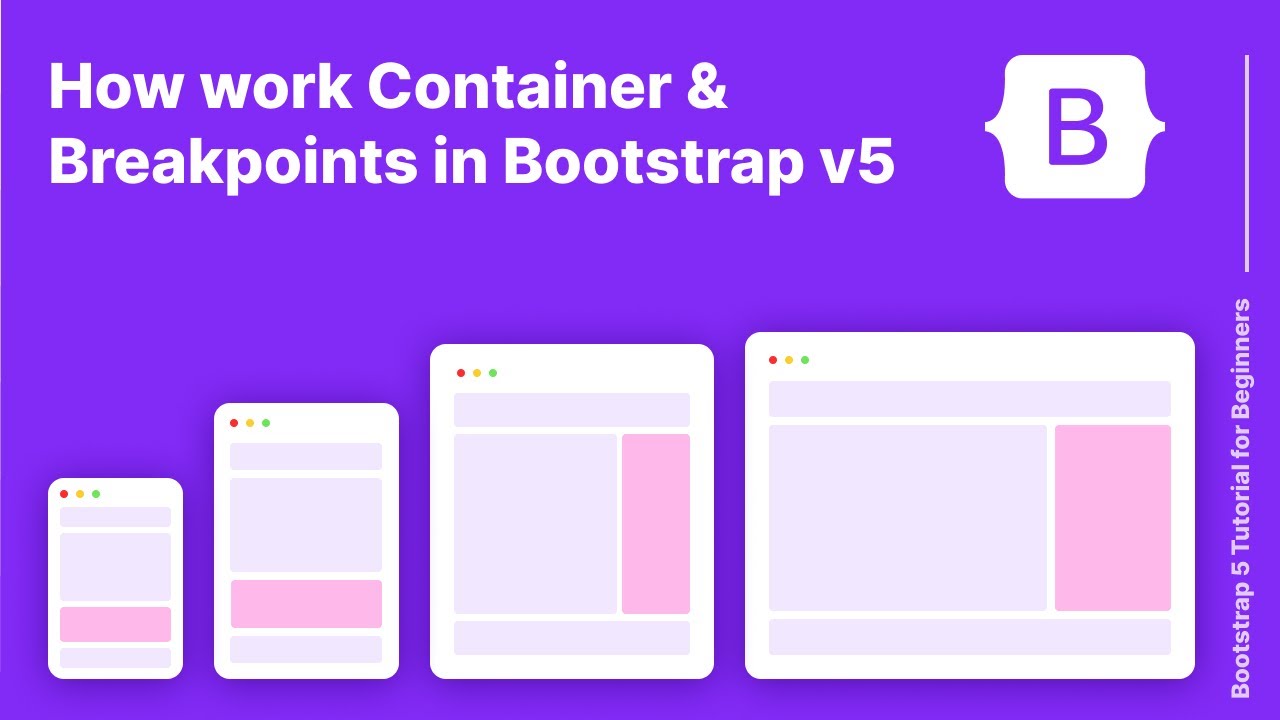 How work Container &
Breakpoints in Bootstrap v5
B
Bootstrap 5 Tutorial for Beginners